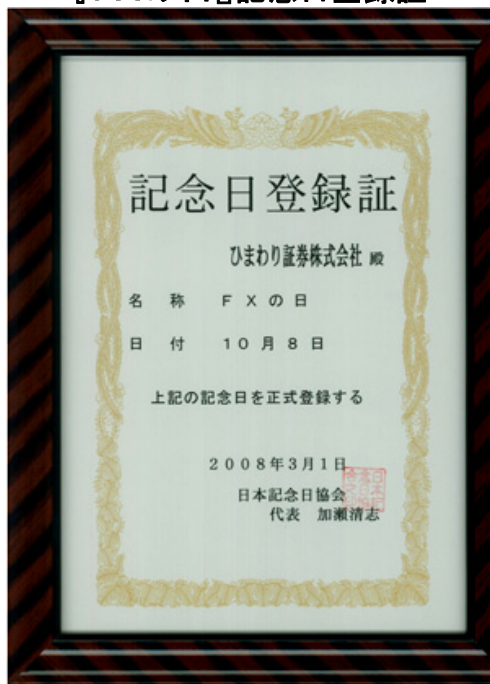 記念日登録証
ひまわり証券株式会社 殿
名 称 FXの日
日 付 10月8日
上記の記念日を正式登録する
2008年3月1日
日本記念日協会
代表 加瀬清志